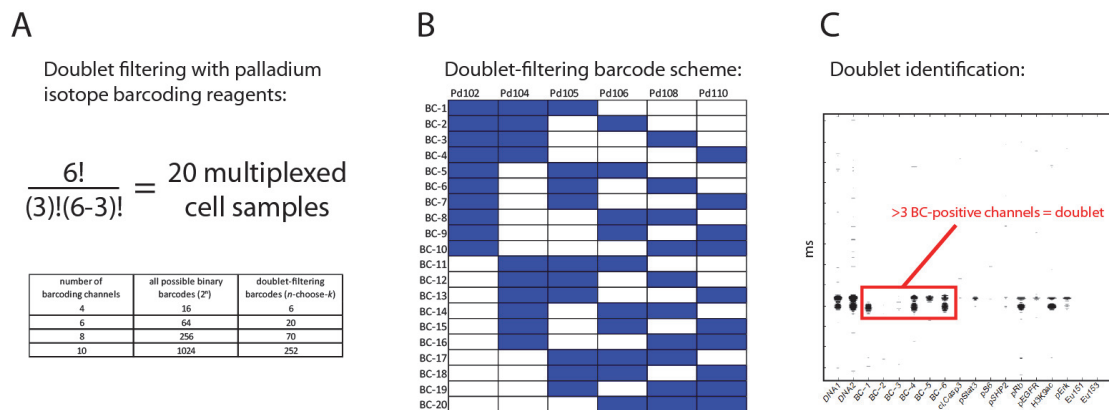 A
Doublet filtering with palladium
isotope barcoding reagents:
6!
(3)!(6-3)!
=
20 multiplexed
cell samples
number of
barcoding channels
all possible binary
barcodes (2ⁿ)
doublet-filtering
barcodes (n-choose-k)
4 16 6
6 64 20
8 256 70
10 1024 252
B
Doublet-filtering barcode scheme:
Pd102 Pd104 Pd105 Pd106 Pd108 Pd110
BC-1
BC-2
BC-3
BC-4
BC-5
BC-6
BC-7
BC-8
BC-9
BC-10
BC-11
BC-12
BC-13
BC-14
BC-15
BC-16
BC-17
BC-18
BC-19
BC-20
C
Doublet identification:
>3 BC-positive channels = doublet
ms
DNA1 DNA2 BC-1 BC-2 BC-3 BC-4 BC-5 BC-6 cl.Casp3 pStat3 pS6 pSHP2 pRb pEGFR H3K9ac pErk Eu151 Eu153